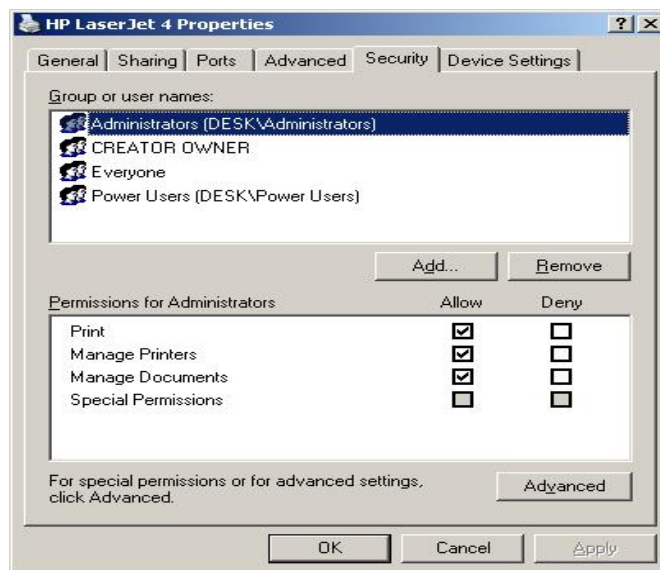 HP LaserJet 4 Properties
General Sharing Ports Advanced Security Device Settings
Group or user names:
Administrators (DESK\Administrators)
CREATOR OWNER
Everyone
Power Users (DESK\Power Users)
Add... Remove
Permissions for Administrators Allow Deny
Print
Manage Printers
Manage Documents
Special Permissions
For special permissions or for advanced settings,
click Advanced.
Advanced
OK Cancel Apply